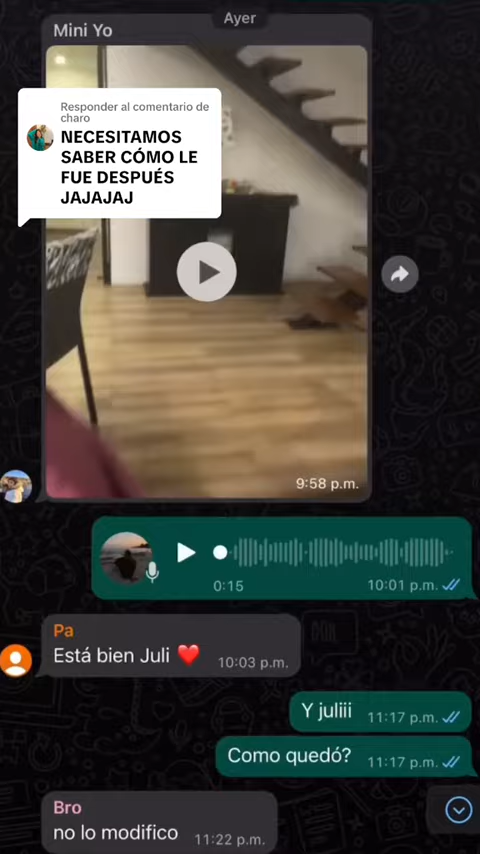 Ayer
Mini Yo
Responder al comentario de
charo
NECESITAMOS
SABER CÓMO LE
FUE DESPUÉS
JAJAJAJ
9:58 p.m.
0:15
10:01 p.m.
Pa
Está bien Juli ❤️
10:03 p.m.
Y juliii
11:17 p.m.
Como quedó?
11:17 p.m.
Bro
no lo modifico
11:22 p.m.